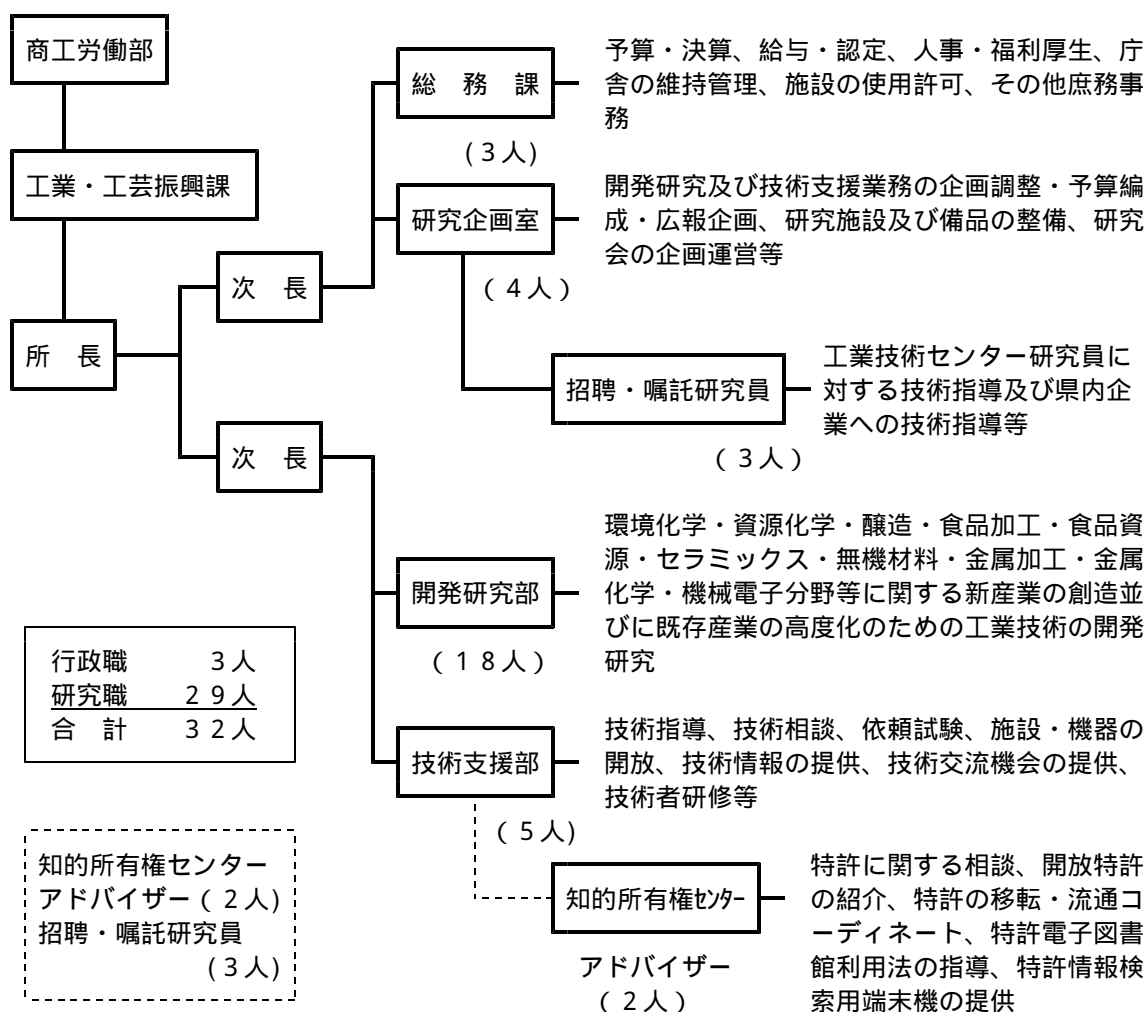 商工労働部
工業・工芸振興課
所　長
次　長
総　務　課
(３人)
予算・決算、給与・認定、人事・福利厚生、庁
舎の維持管理、施設の使用許可、その他庶務事
務
研究企画室
(４人)
開発研究及び技術支援業務の企画調整・予算編
成・広報企画、研究施設及び備品の整備、研究
会の企画運営等
招聘・嘱託研究員
(３人)
工業技術センター研究員に
対する技術指導及び県内企
業への技術指導等
次　長
開発研究部
(１８人)
環境化学・資源化学・醸造・食品加工・食品資
源・セラミックス・無機材料・金属加工・金属
化学・機械電子分野等に関する新産業の創造並
びに既存産業の高度化のための工業技術の開発
研究
技術支援部
(５人)
技術指導、技術相談、依頼試験、施設・機器の
開放、技術情報の提供、技術交流機会の提供、
技術者研修等
知的所有権ｾﾝﾀｰ
アドバイザー
(２人)
特許に関する相談、開放特許
の紹介、特許の移転・流通コ
ーディネート、特許電子図書
館利用法の指導、特許情報検
索用端末機の提供
行政職　３人
研究職　２９人
合　計　３２人
知的所有権センター
アドバイザー(２人)
招聘・嘱託研究員
(３人)